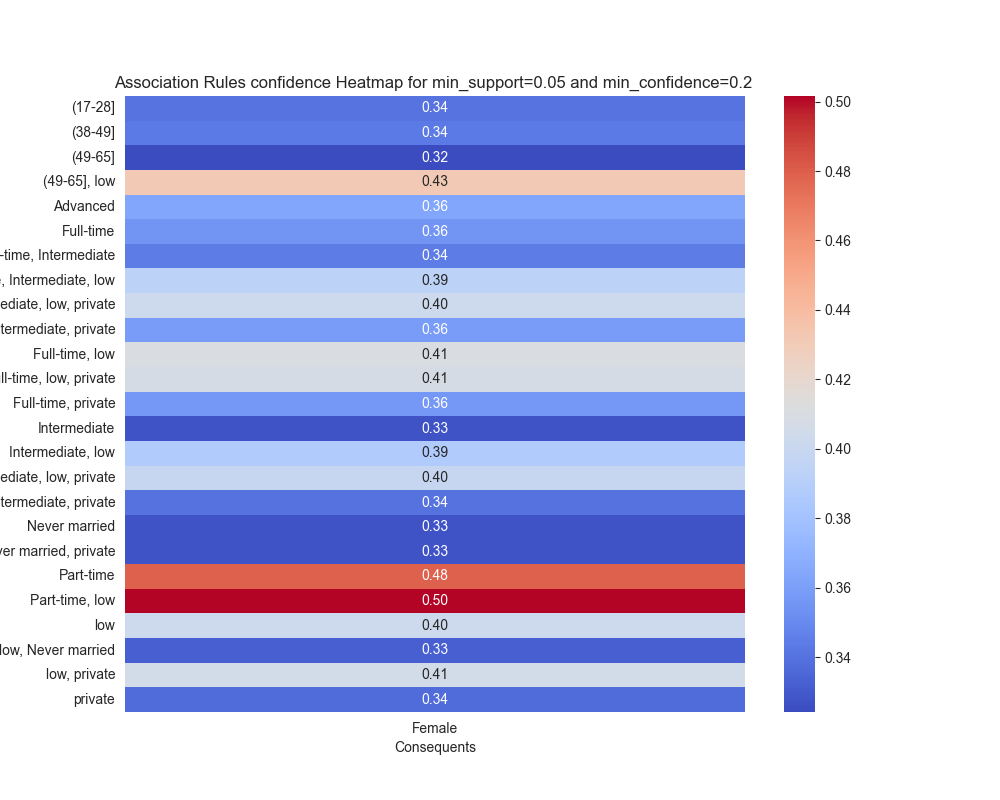 Association Rules confidence Heatmap for min_support=0.05 and min_confidence=0.2
(17-28] 0.34
(38-49] 0.34
(49-65] 0.32
(49-65], low 0.43
Advanced 0.36
Full-time 0.36
-time, Intermediate 0.34
, Intermediate, low 0.39
ediate, low, private 0.40
termediate, private 0.36
Full-time, low 0.41
ll-time, low, private 0.41
Full-time, private 0.36
Intermediate 0.33
Intermediate, low 0.39
ediate, low, private 0.40
termediate, private 0.34
Never married 0.33
ver married, private 0.33
Part-time 0.48
Part-time, low 0.50
low 0.40
low, Never married 0.33
low, private 0.41
private 0.34
Female
Consequents
0.50
0.48
0.46
0.44
0.42
0.40
0.38
0.36
0.34